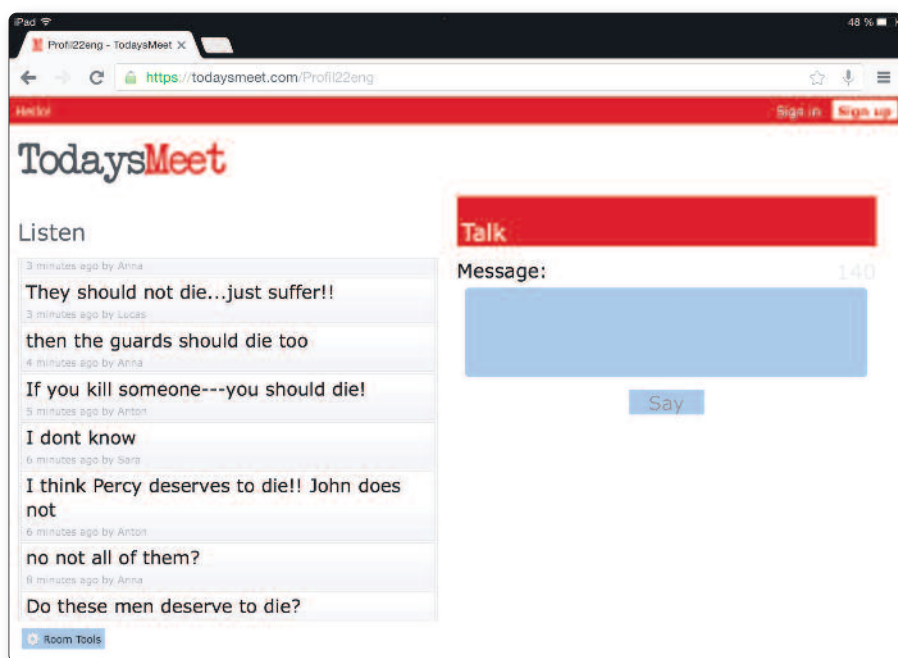 iPad
48 %
Profil22eng - TodaysMeet
https://todaysmeet.com/Profil22eng
Hello!
Sign in
Sign up
TodaysMeet
Listen
3 minutes ago by Anna
They should not die...just suffer!!
3 minutes ago by Lucas
then the guards should die too
4 minutes ago by Anna
If you kill someone---you should die!
5 minutes ago by Anton
I dont know
6 minutes ago by Sara
I think Percy deserves to die!! John does
not
6 minutes ago by Anton
no not all of them?
8 minutes ago by Anna
Do these men deserve to die?
Room Tools
Talk
Message:
140
Say